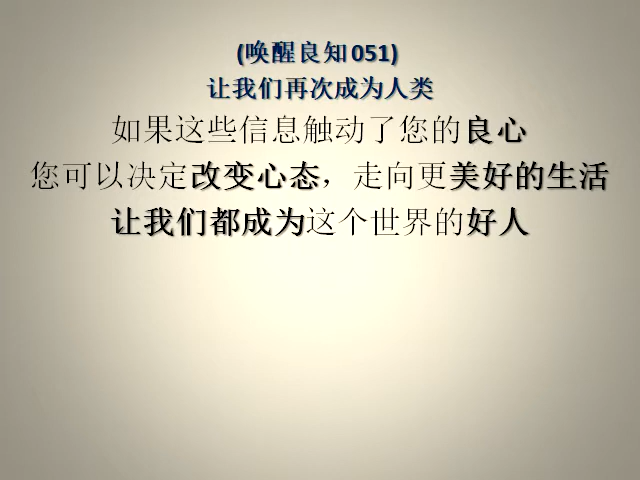 (唤醒良知051)
让我们再次成为人类
如果这些信息触动了您的良心
您可以决定改变心态，走向更美好的生活
让我们都成为这个世界的好人